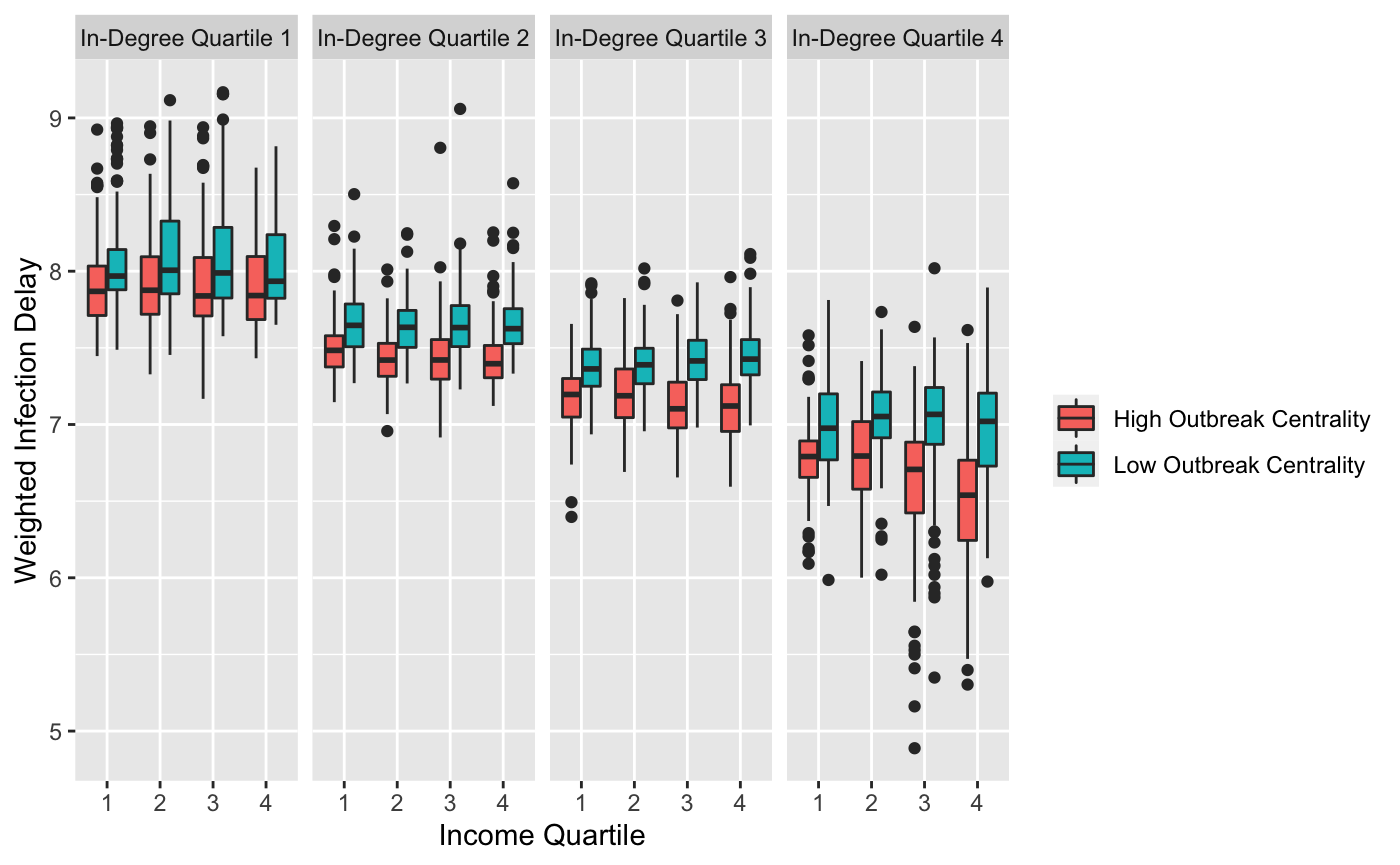 In-Degree Quartile 1
In-Degree Quartile 2
In-Degree Quartile 3
In-Degree Quartile 4
Weighted Infection Delay
9
8
7
6
5
1 2 3 4
1 2 3 4
1 2 3 4
1 2 3 4
Income Quartile
High Outbreak Centrality
Low Outbreak Centrality